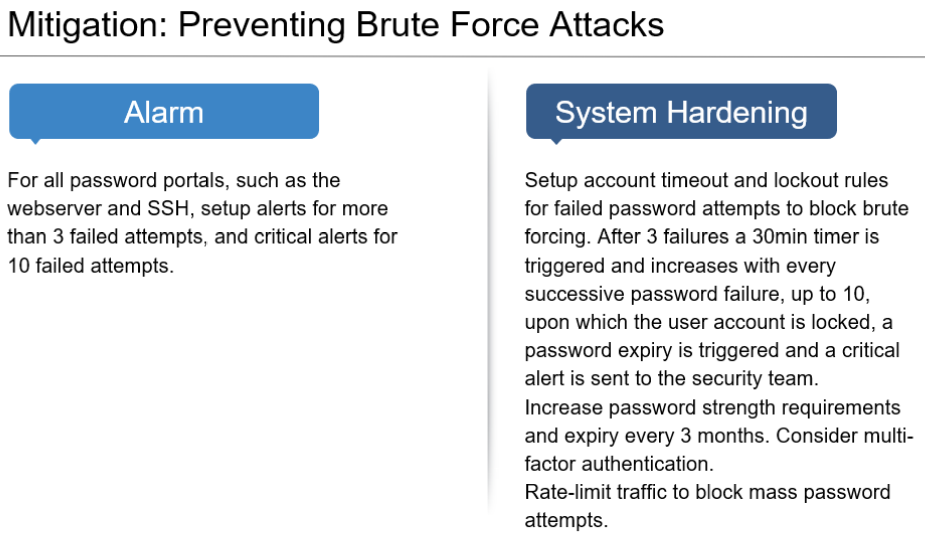 Mitigation: Preventing Brute Force Attacks
Alarm
For all password portals, such as the
webserver and SSH, setup alerts for more
than 3 failed attempts, and critical alerts for
10 failed attempts.
System Hardening
Setup account timeout and lockout rules
for failed password attempts to block brute
forcing. After 3 failures a 30min timer is
triggered and increases with every
successive password failure, up to 10,
upon which the user account is locked, a
password expiry is triggered and a critical
alert is sent to the security team.
Increase password strength requirements
and expiry every 3 months. Consider multi-
factor authentication.
Rate-limit traffic to block mass password
attempts.